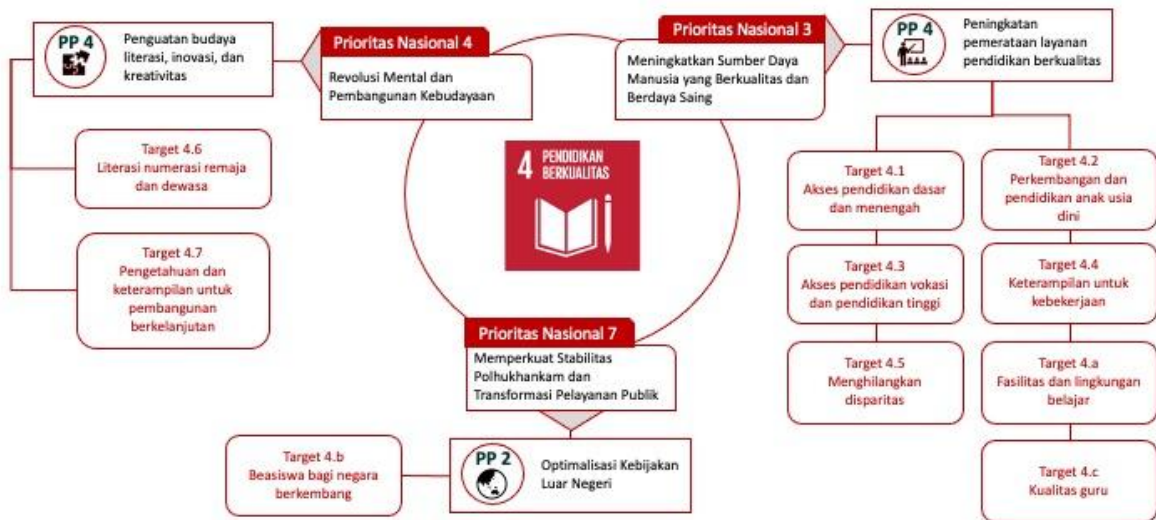 PP 4
Penguatan budaya
literasi, inovasi, dan
kreativitas
Prioritas Nasional 4
Revolusi Mental dan
Pembangunan Kebudayaan
Prioritas Nasional 3
Meningkatkan Sumber Daya
Manusia yang Berkualitas dan
Berdaya Saing
PP 4
Peningkatan
pemerataan layanan
pendidikan berkualitas
Target 4.6
Literasi numerasi remaja
dan dewasa
Target 4.7
Pengetahuan dan
keterampilan untuk
pembangunan
berkelanjutan
4 PENDIDIKAN
BERKUALITAS
Target 4.1
Akses pendidikan dasar
dan menengah
Target 4.2
Perkembangan dan
pendidikan anak usia
dini
Target 4.3
Akses pendidikan vokasi
dan pendidikan tinggi
Target 4.4
Keterampilan untuk
kebekerjaan
Target 4.5
Menghilangkan
disparitas
Target 4.a
Fasilitas dan lingkungan
belajar
Target 4.c
Kualitas guru
Prioritas Nasional 7
Memperkuat Stabilitas
Polhukhankam dan
Transformasi Pelayanan Publik
Target 4.b
Beasiswa bagi negara
berkembang
PP 2
Optimalisasi Kebijakan
Luar Negeri